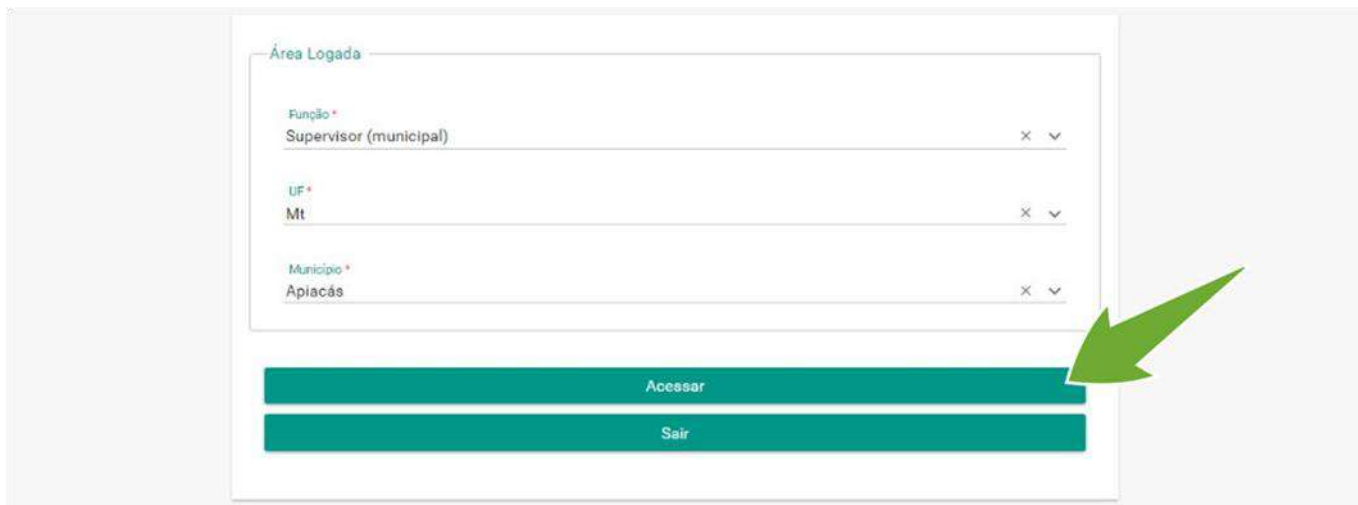 Área Logada
Função *
Supervisor (municipal)
UF *
Mt
Município *
Apiacás
Acessar
Sair